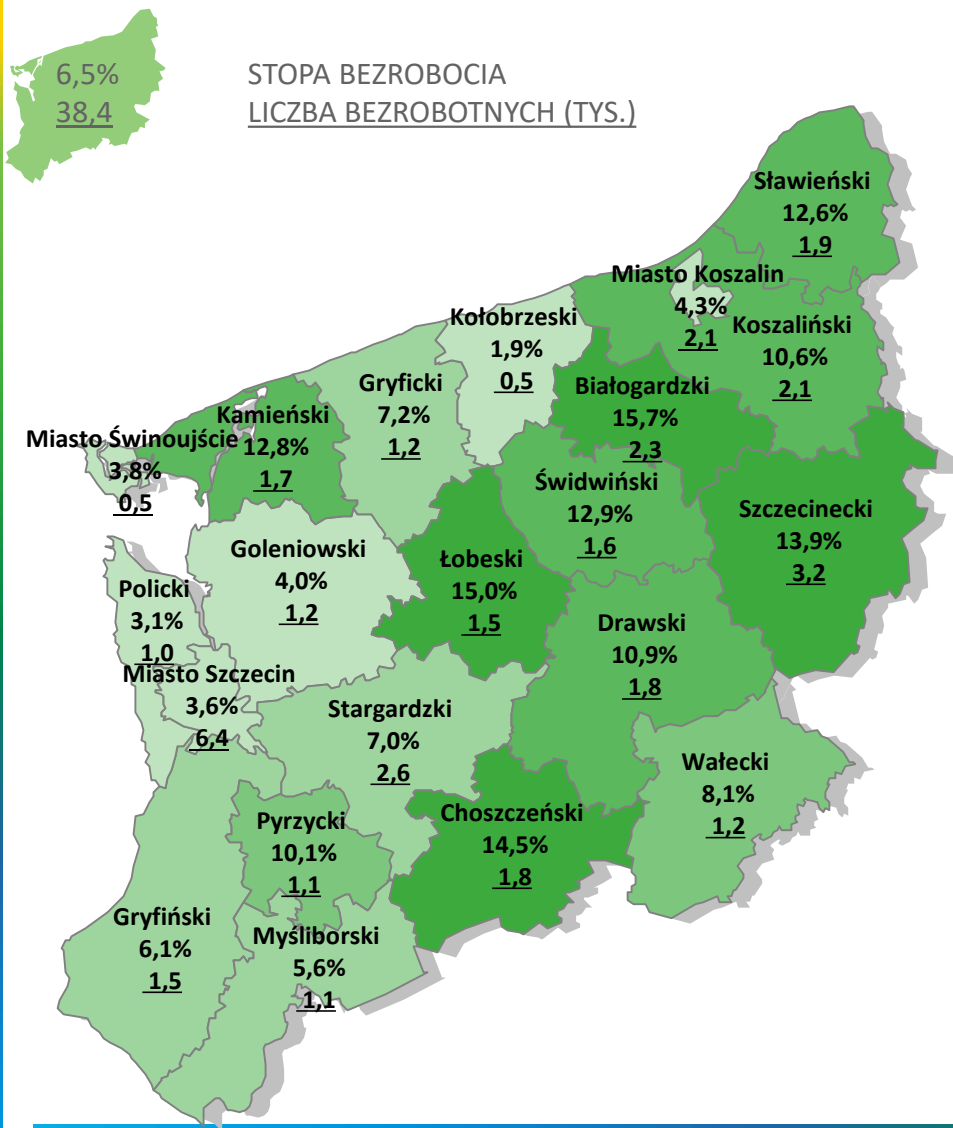 6,5%
38,4
STOPA BEZROBOCIA
LICZBA BEZROBOTNYCH (TYS.)
Sławieński
12,6%
1,9
Miasto Koszalin
4,3%
2,1
Koszaliński
10,6%
2,1
Kołobrzeski
1,9%
0,5
Białogardzki
15,7%
2,3
Gryficki
7,2%
1,2
Kamieński
12,8%
1,7
Miasto Świnoujście
3,8%
0,5
Świdwiński
12,9%
1,6
Szczecinecki
13,9%
3,2
Goleniowski
4,0%
1,2
Łobeski
15,0%
1,5
Policki
3,1%
1,0
Drawski
10,9%
1,8
Miasto Szczecin
3,6%
6,4
Stargardzki
7,0%
2,6
Wałecki
8,1%
1,2
Choszczeński
14,5%
1,8
Pyrzycki
10,1%
1,1
Gryfiński
6,1%
1,5
Myśliborski
5,6%
1,1